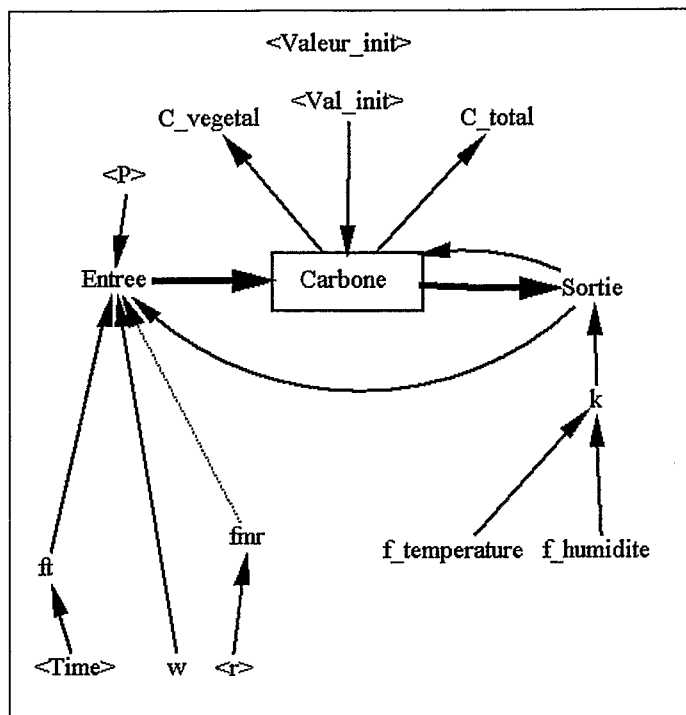 <Valeur_init>
<Val_init>
C_vegetal
C_total
<P>
Entree
Carbone
Sortie
k
fmr
f_temperature
f_humidite
ft
<Time>
w
<r>